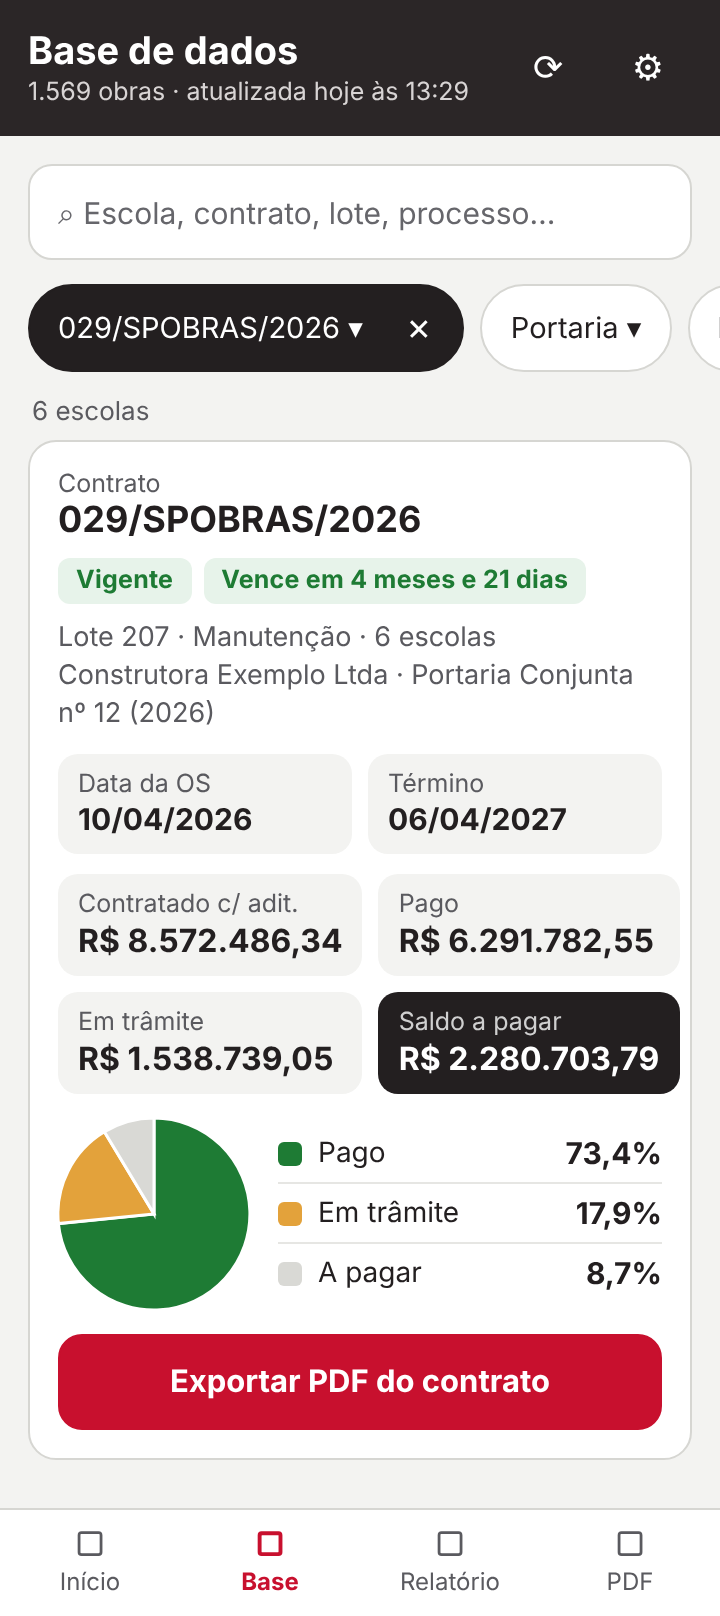 Base de dados
1.569 obras · atualizada hoje às 13:29
Escola, contrato, lote, processo...
029/SPOBRAS/2026 ▾ ✕
Portaria ▾
6 escolas
Contrato
029/SPOBRAS/2026
Vigente
Vence em 4 meses e 21 dias
Lote 207 · Manutenção · 6 escolas
Construtora Exemplo Ltda · Portaria Conjunta
nº 12 (2026)
Data da OS
10/04/2026
Término
06/04/2027
Contratado c/ adit.
R$ 8.572.486,34
Pago
R$ 6.291.782,55
Em trâmite
R$ 1.538.739,05
Saldo a pagar
R$ 2.280.703,79
Pago 73,4%
Em trâmite 17,9%
A pagar 8,7%
Exportar PDF do contrato
Início
Base
Relatório
PDF